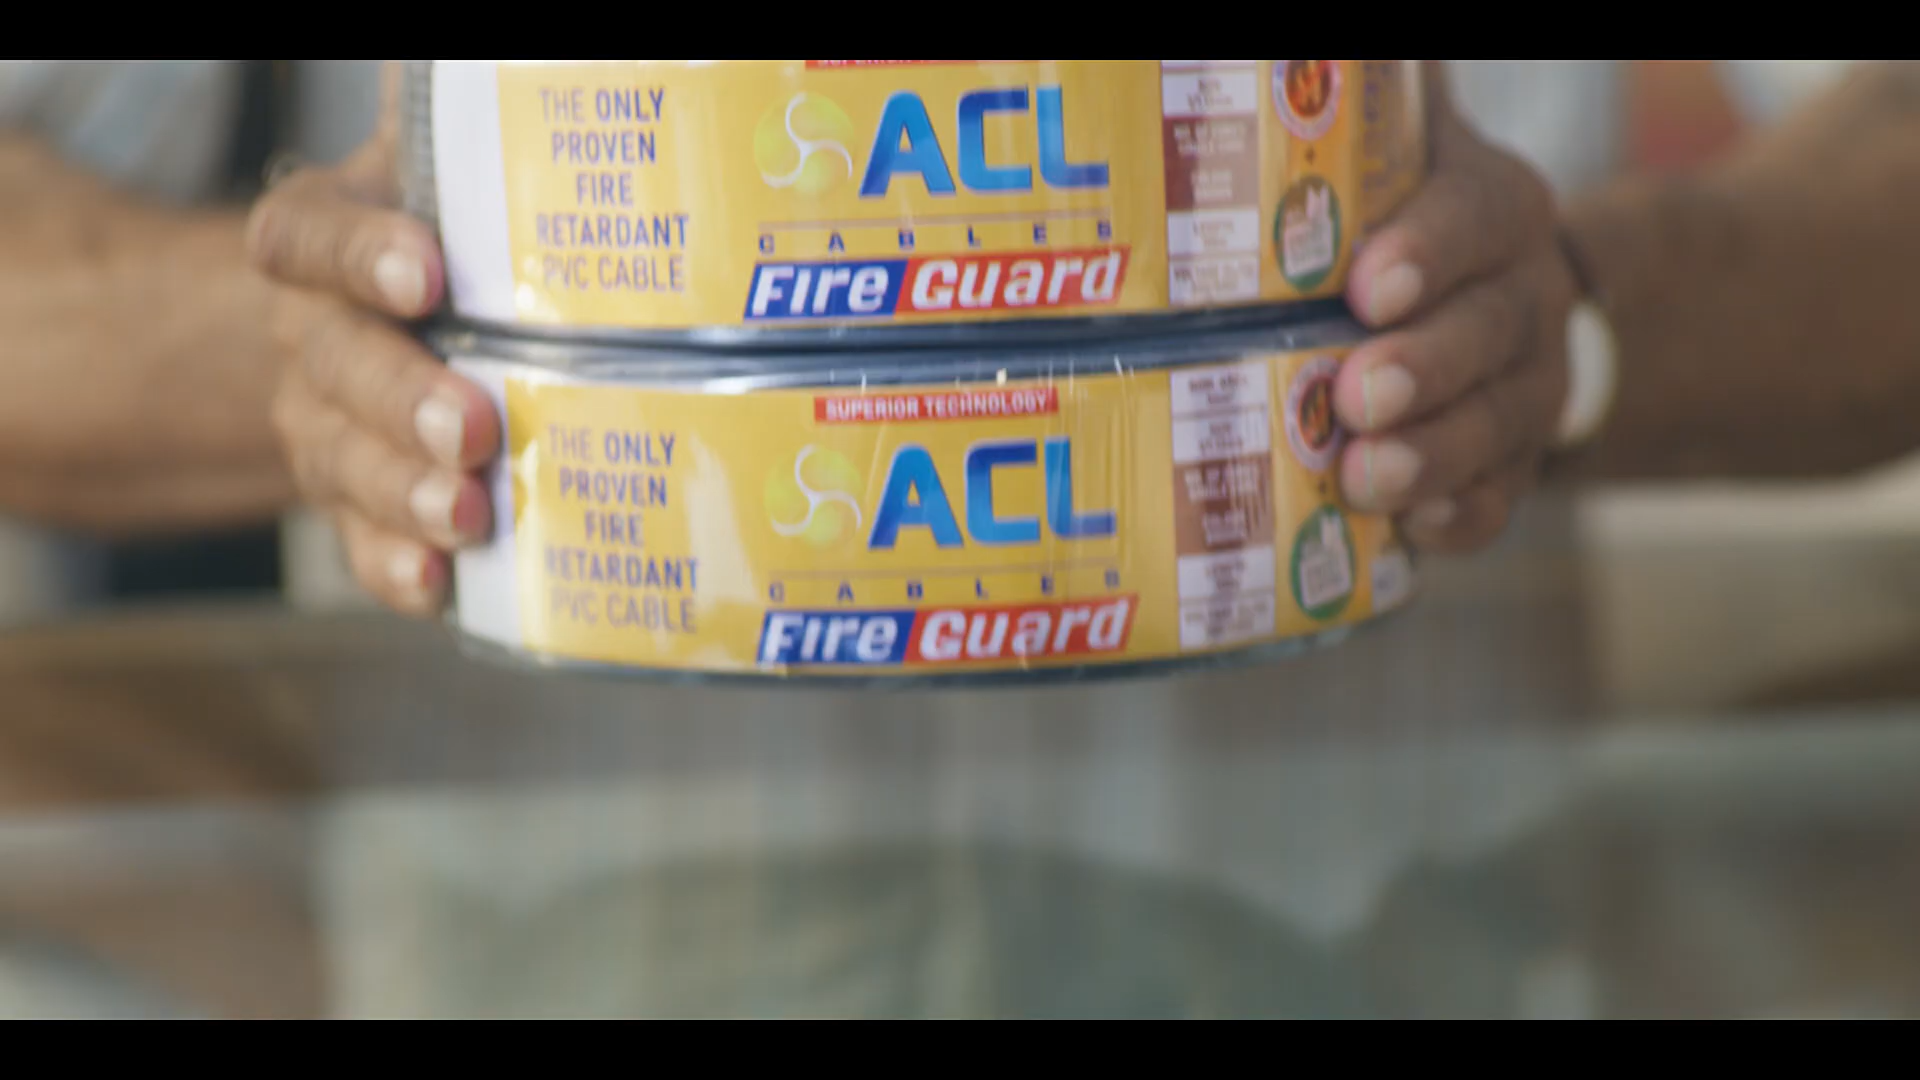 THE ONLY
PROVEN
FIRE
RETARDANT
PVC CABLE
ACL
CABLES
Fire Guard
SUPERIOR TECHNOLOGY
THE ONLY
PROVEN
FIRE
RETARDANT
PVC CABLE
ACL
CABLES
Fire Guard